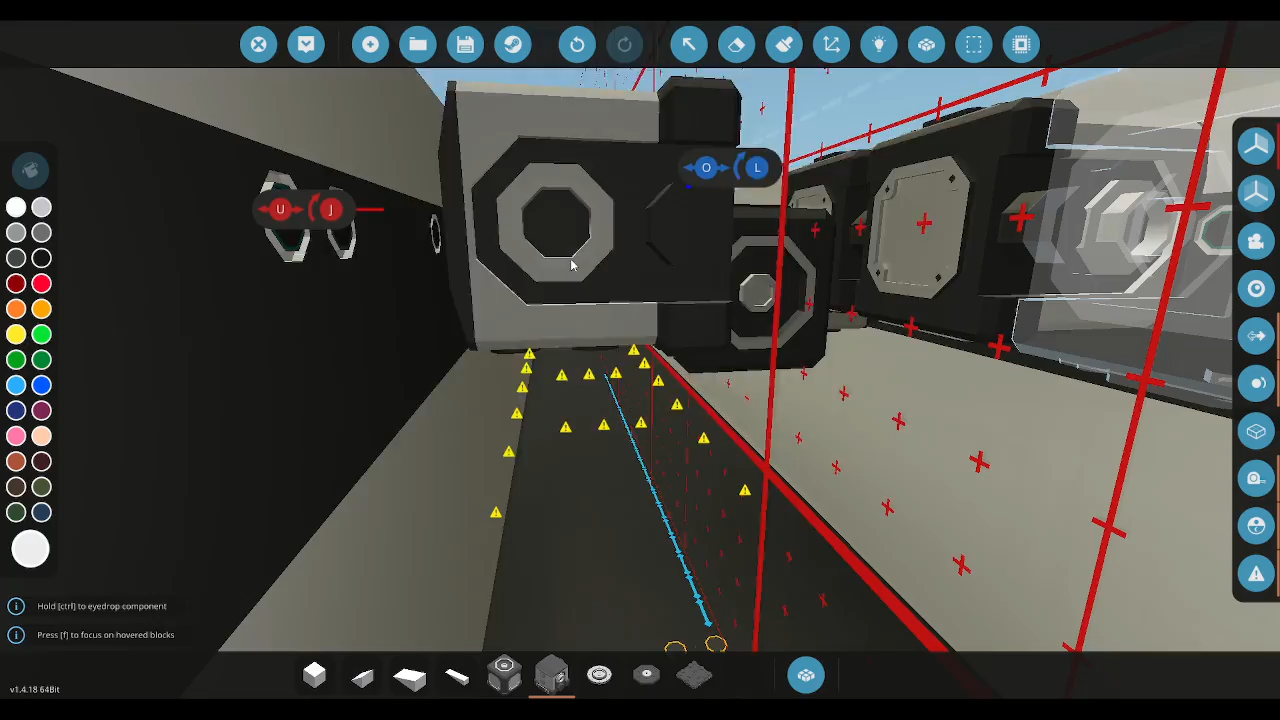 O L
U J
Hold [ctrl] to eyedrop component
Press [f] to focus on hovered blocks
v1.4.18 64Bit